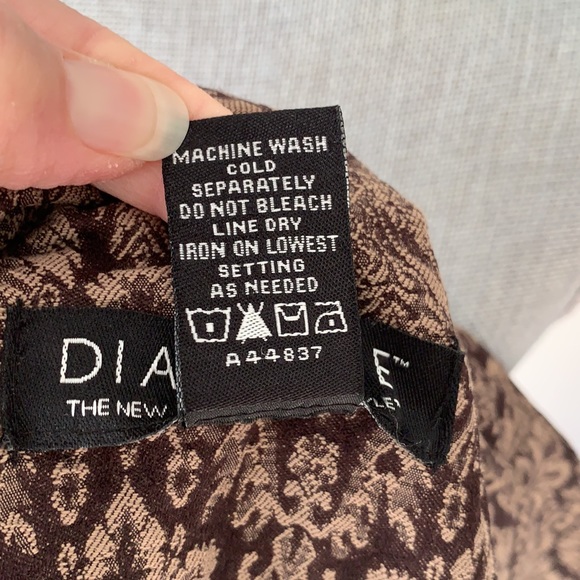 MACHINE WASH
COLD
SEPARATELY
DO NOT BLEACH
LINE DRY
IRON ON LOWEST
SETTING
AS NEEDED
A44837
DIA E™
THE NEW